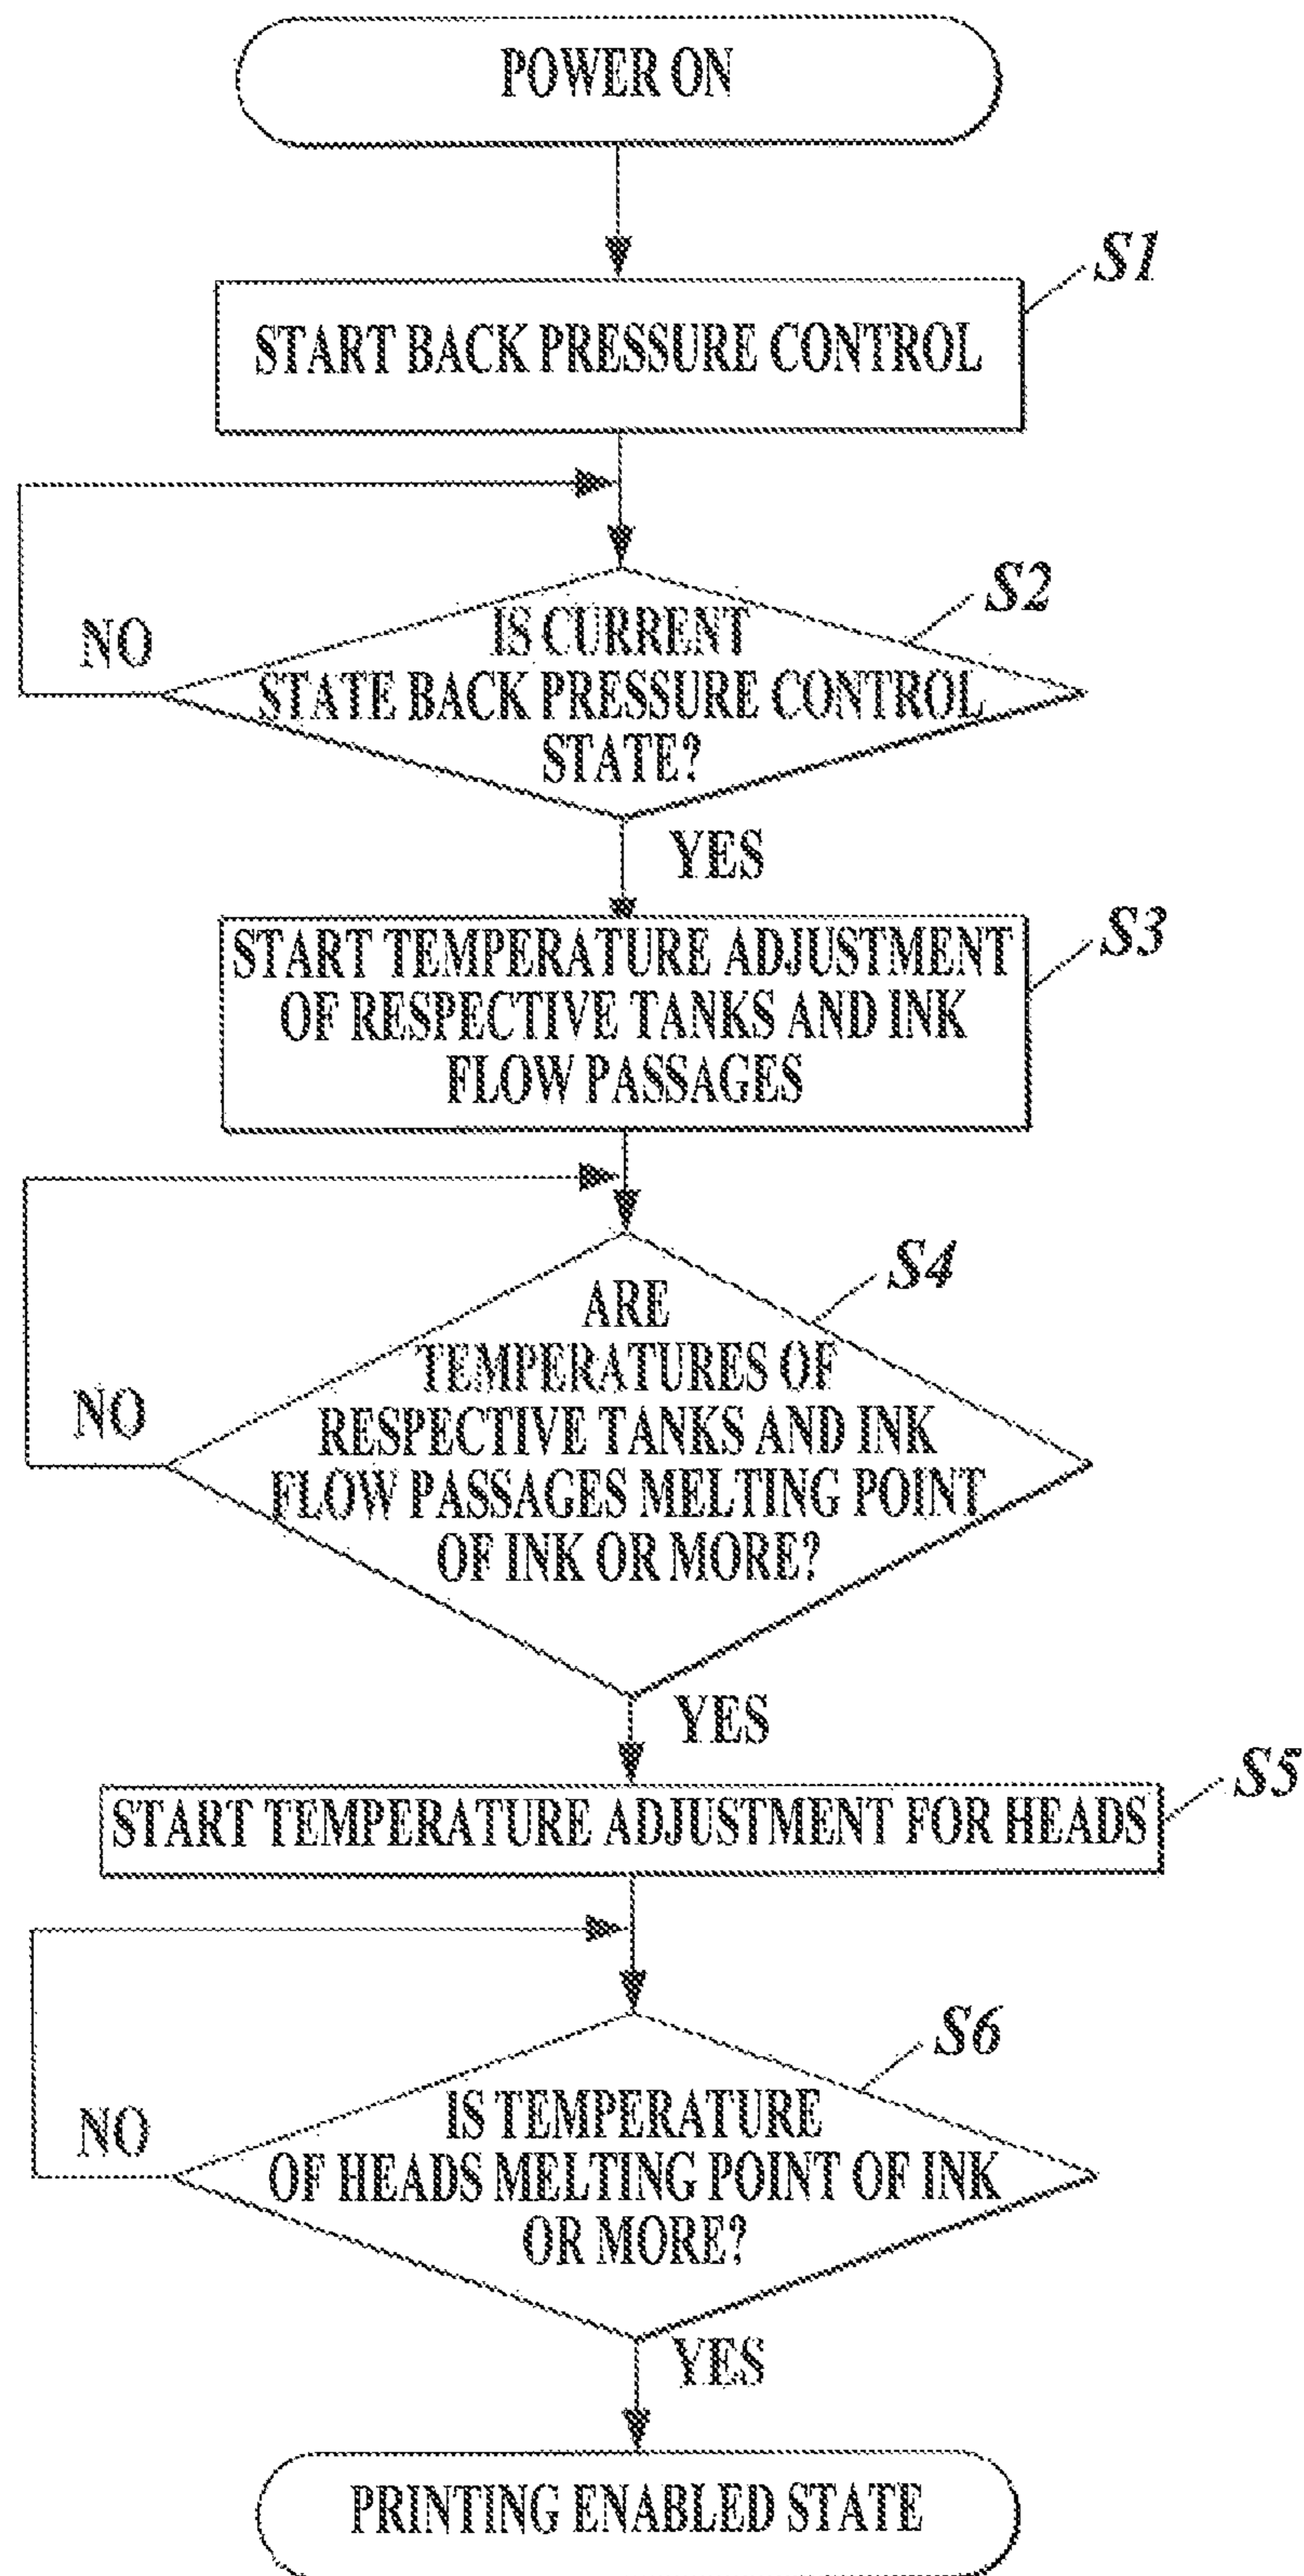 POWER ON
S1
START BACK PRESSURE CONTROL
S2
IS CURRENT
STATE BACK PRESSURE CONTROL
STATE?
NO
YES
S3
START TEMPERATURE ADJUSTMENT
OF RESPECTIVE TANKS AND INK
FLOW PASSAGES
S4
ARE
TEMPERATURES OF
RESPECTIVE TANKS AND INK
FLOW PASSAGES MELTING POINT
OF INK OR MORE?
NO
YES
S5
START TEMPERATURE ADJUSTMENT FOR HEADS
S6
IS TEMPERATURE
OF HEADS MELTING POINT OF INK
OR MORE?
NO
YES
PRINTING ENABLED STATE